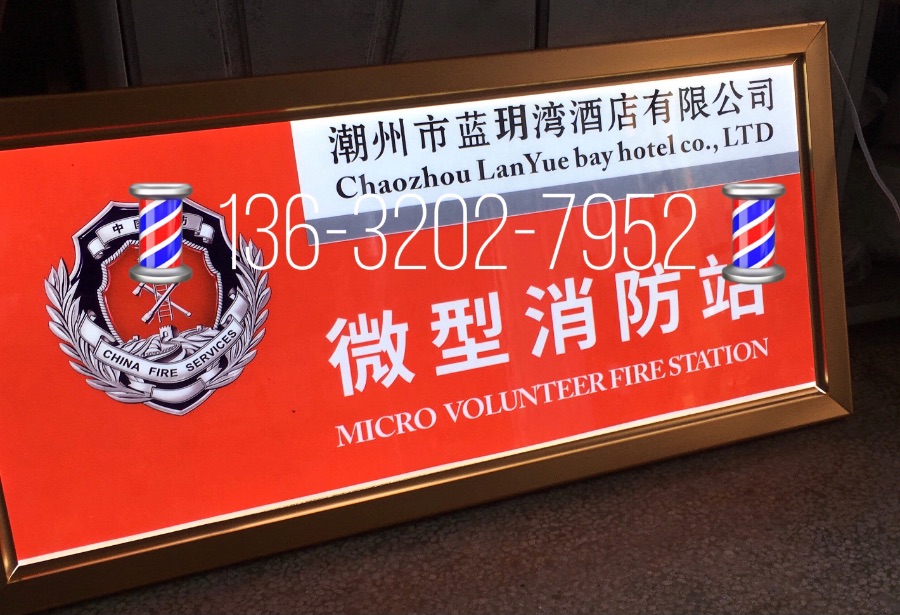 潮州市蓝玥湾酒店有限公司
Chaozhou LanYue bay hotel co., LTD
136-3202-7952
微型消防站
MICRO VOLUNTEER FIRE STATION
CHINA FIRE SERVICES